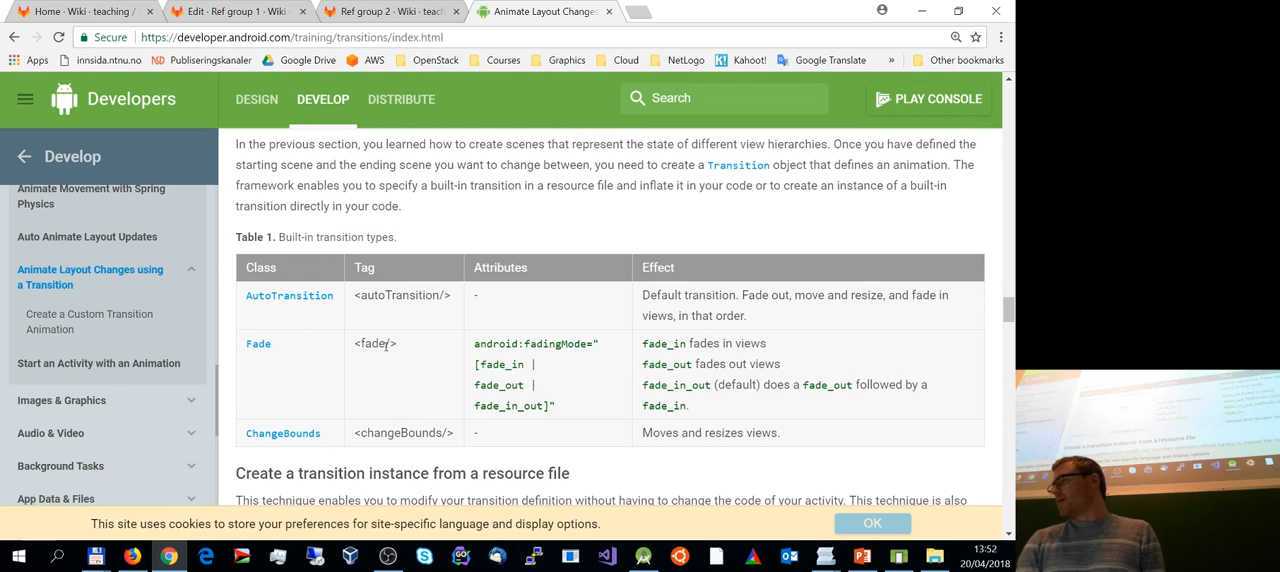 Home · Wiki · teaching /
Edit · Ref group 1 · Wiki ·
Ref group 2 · Wiki · teach
Animate Layout Changes
Secure
https://developer.android.com/training/transitions/index.html
Apps
innsida.ntnu.no
Publiseringskanaler
Google Drive
AWS
OpenStack
Courses
Graphics
Cloud
NetLogo
Kahoot!
Google Translate
»
Other bookmarks
Developers
DESIGN
DEVELOP
DISTRIBUTE
Search
PLAY CONSOLE
Develop
Animate Movement with Spring
Physics
Auto Animate Layout Updates
Animate Layout Changes using
a Transition
Create a Custom Transition
Animation
Start an Activity with an Animation
Images & Graphics
Audio & Video
Background Tasks
App Data & Files
In the previous section, you learned how to create scenes that represent the state of different view hierarchies. Once you have defined the
starting scene and the ending scene you want to change between, you need to create a Transition object that defines an animation. The
framework enables you to specify a built-in transition in a resource file and inflate it in your code or to create an instance of a built-in
transition directly in your code.
Table 1. Built-in transition types.
Class Tag Attributes Effect
AutoTransition <autoTransition/> - Default transition. Fade out, move and resize, and fade in
views, in that order.
Fade <fade/> android:fadingMode=" fade_in fades in views
[fade_in | fade_out fades out views
fade_out | fade_in_out (default) does a fade_out followed by a
fade_in_out]" fade_in.
ChangeBounds <changeBounds/> - Moves and resizes views.
Create a transition instance from a resource file
This technique enables you to modify your transition definition without having to change the code of your activity. This technique is also
This site uses cookies to store your preferences for site-specific language and display options.
OK
13:52
20/04/2018